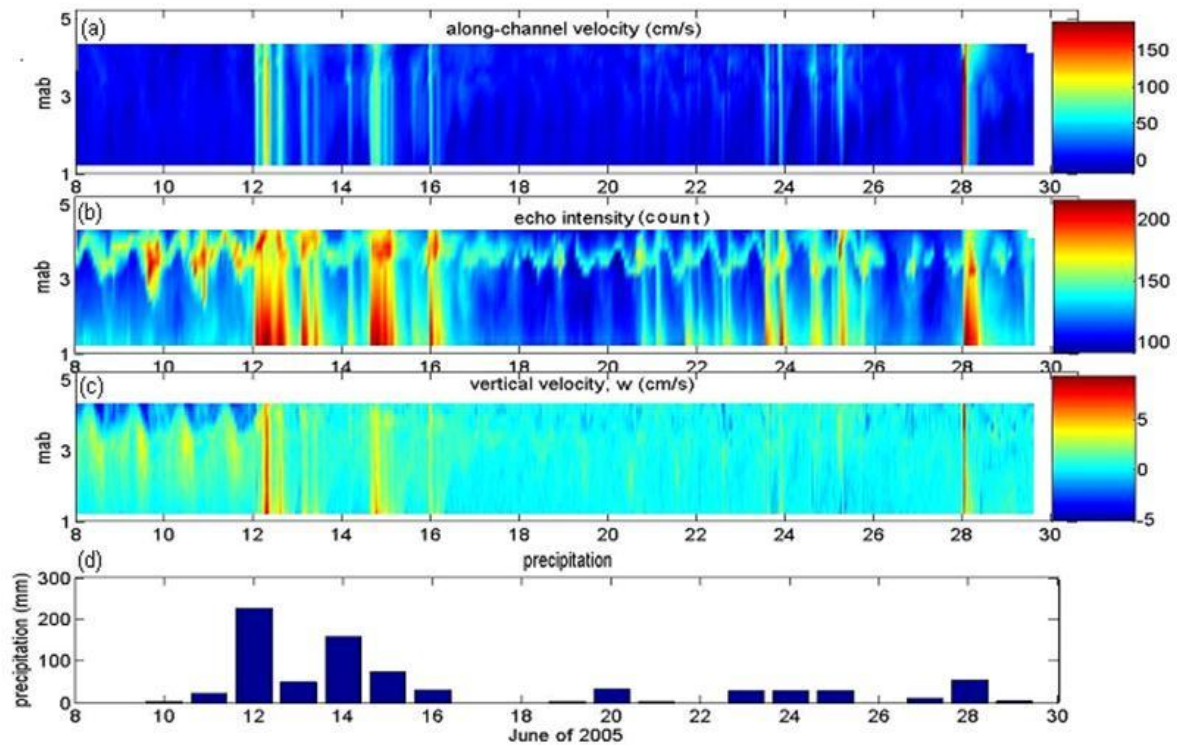 (a)
along-channel velocity (cm/s)
5
3
1
mab
8 10 12 14 16 18 20 22 24 26 28 30
150
100
50
0
(b)
echo intensity (count)
5
3
1
mab
8 10 12 14 16 18 20 22 24 26 28 30
200
150
100
(c)
vertical velocity, w (cm/s)
5
3
1
mab
8 10 12 14 16 18 20 22 24 26 28 30
5
0
-5
(d)
precipitation
300
200
100
0
precipitation (mm)
8 10 12 14 16 18 20 22 24 26 28 30
June of 2005